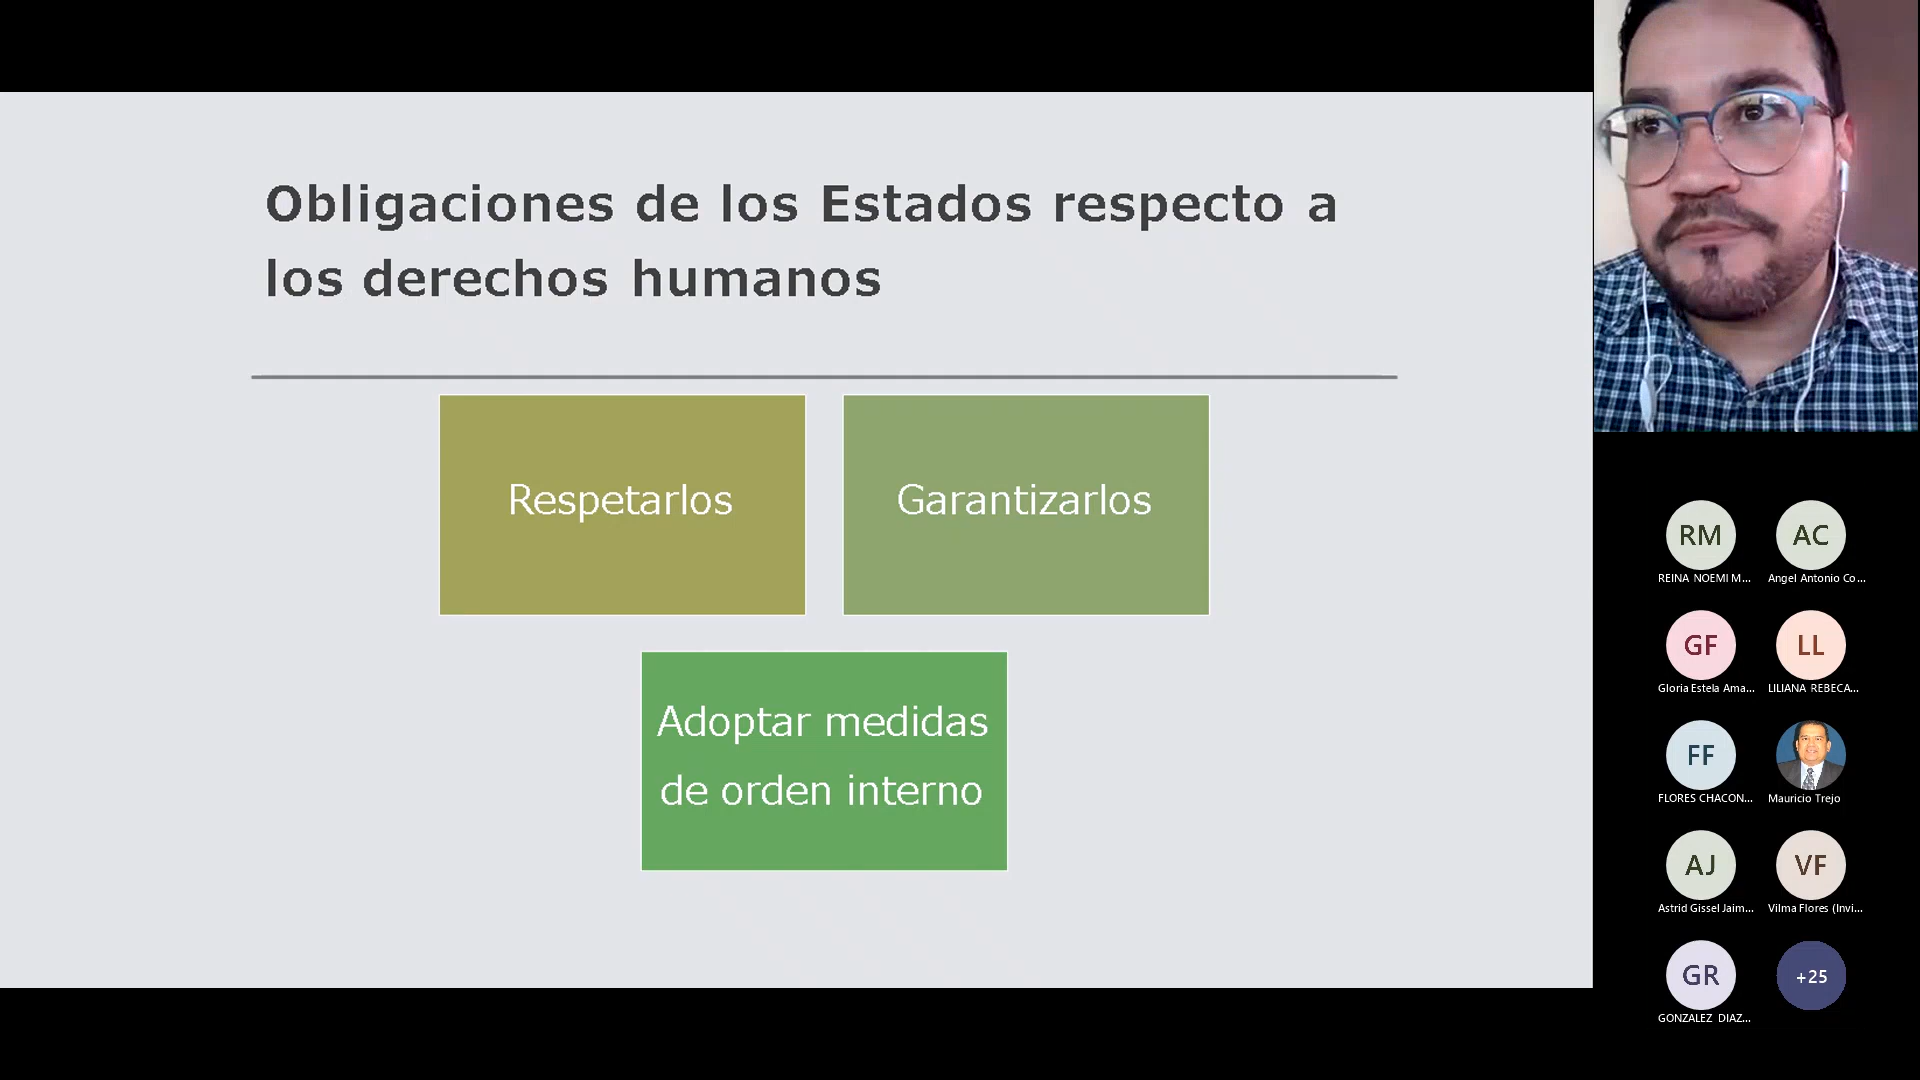 Obligaciones de los Estados respecto a
los derechos humanos
Respetarlos
Garantizarlos
Adoptar medidas
de orden interno
RM
AC
REINA NOEMI M...
Angel Antonio Co...
GF
LL
Gloria Estela Ama...
LILIANA REBECA...
FF
FLORES CHACON...
Mauricio Trejo
AJ
VF
Astrid Gissel Jaim...
Vilma Flores (Invi...
GR
+25
GONZALEZ DIAZ...